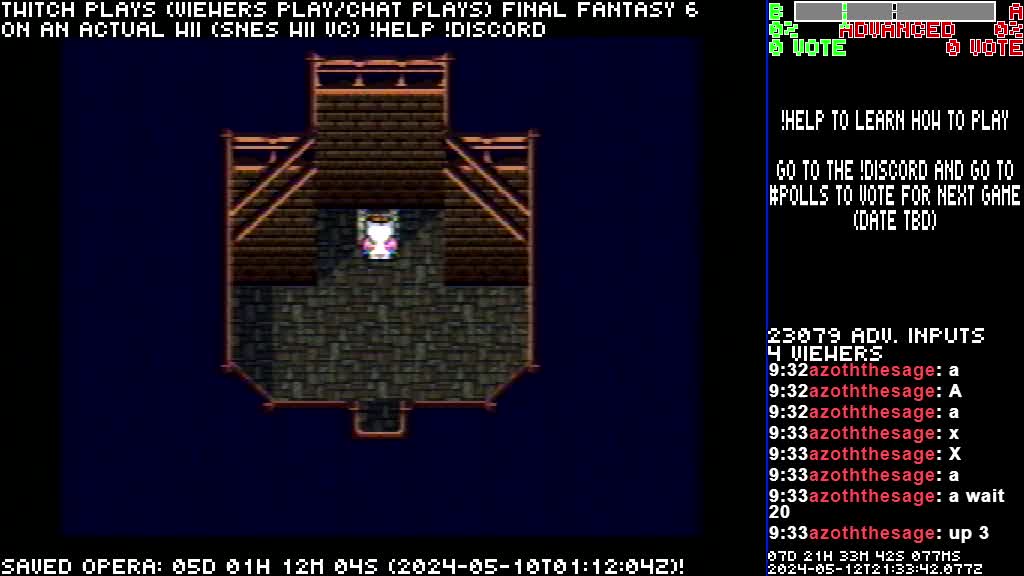 TWITCH PLAYS (VIEWERS PLAY/CHAT PLAYS) FINAL FANTASY 6
ON AN ACTUAL WII (SNES WII VC) !HELP !DISCORD
B A
0% ADVANCED 0%
0 VOTE 0 VOTE
!HELP TO LEARN HOW TO PLAY
GO TO THE !DISCORD AND GO TO
#POLLS TO VOTE FOR NEXT GAME
(DATE TBD)
23079 ADV. INPUTS
4 VIEWERS
9:32azoththesage: a
9:32azoththesage: A
9:32azoththesage: a
9:33azoththesage: x
9:33azoththesage: X
9:33azoththesage: a
9:33azoththesage: a wait
20
9:33azoththesage: up 3
07D 21H 33M 42S 077MS
2024-05-12T21:33:42.077Z
SAVED OPERA: 05D 01H 12M 04S (2024-05-10T01:12:04Z)!